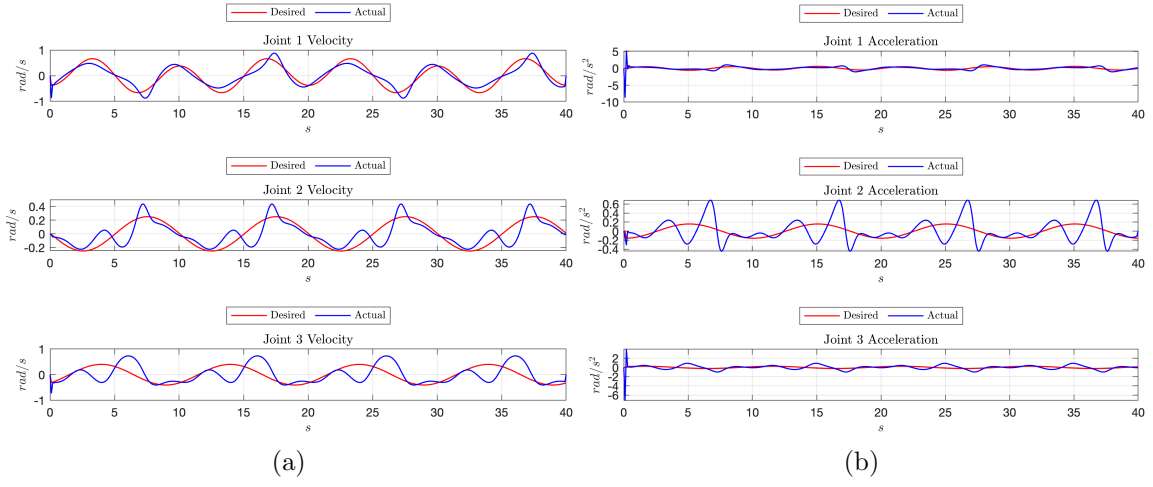 Desired Actual
Joint 1 Velocity
rad/s
1
0
-1
0 5 10 15 20 25 30 35 40
s
Desired Actual
Joint 2 Velocity
rad/s
0.4
0.2
0
-0.2
0 5 10 15 20 25 30 35 40
s
Desired Actual
Joint 3 Velocity
rad/s
1
0
-1
0 5 10 15 20 25 30 35 40
s
(a)
Desired Actual
Joint 1 Acceleration
rad/s²
5
0
-5
-10
0 5 10 15 20 25 30 35 40
s
Desired Actual
Joint 2 Acceleration
rad/s²
0.6
0.4
0.2
0
-0.2
-0.4
0 5 10 15 20 25 30 35 40
s
Desired Actual
Joint 3 Acceleration
rad/s²
2
0
-2
-4
-6
0 5 10 15 20 25 30 35 40
s
(b)